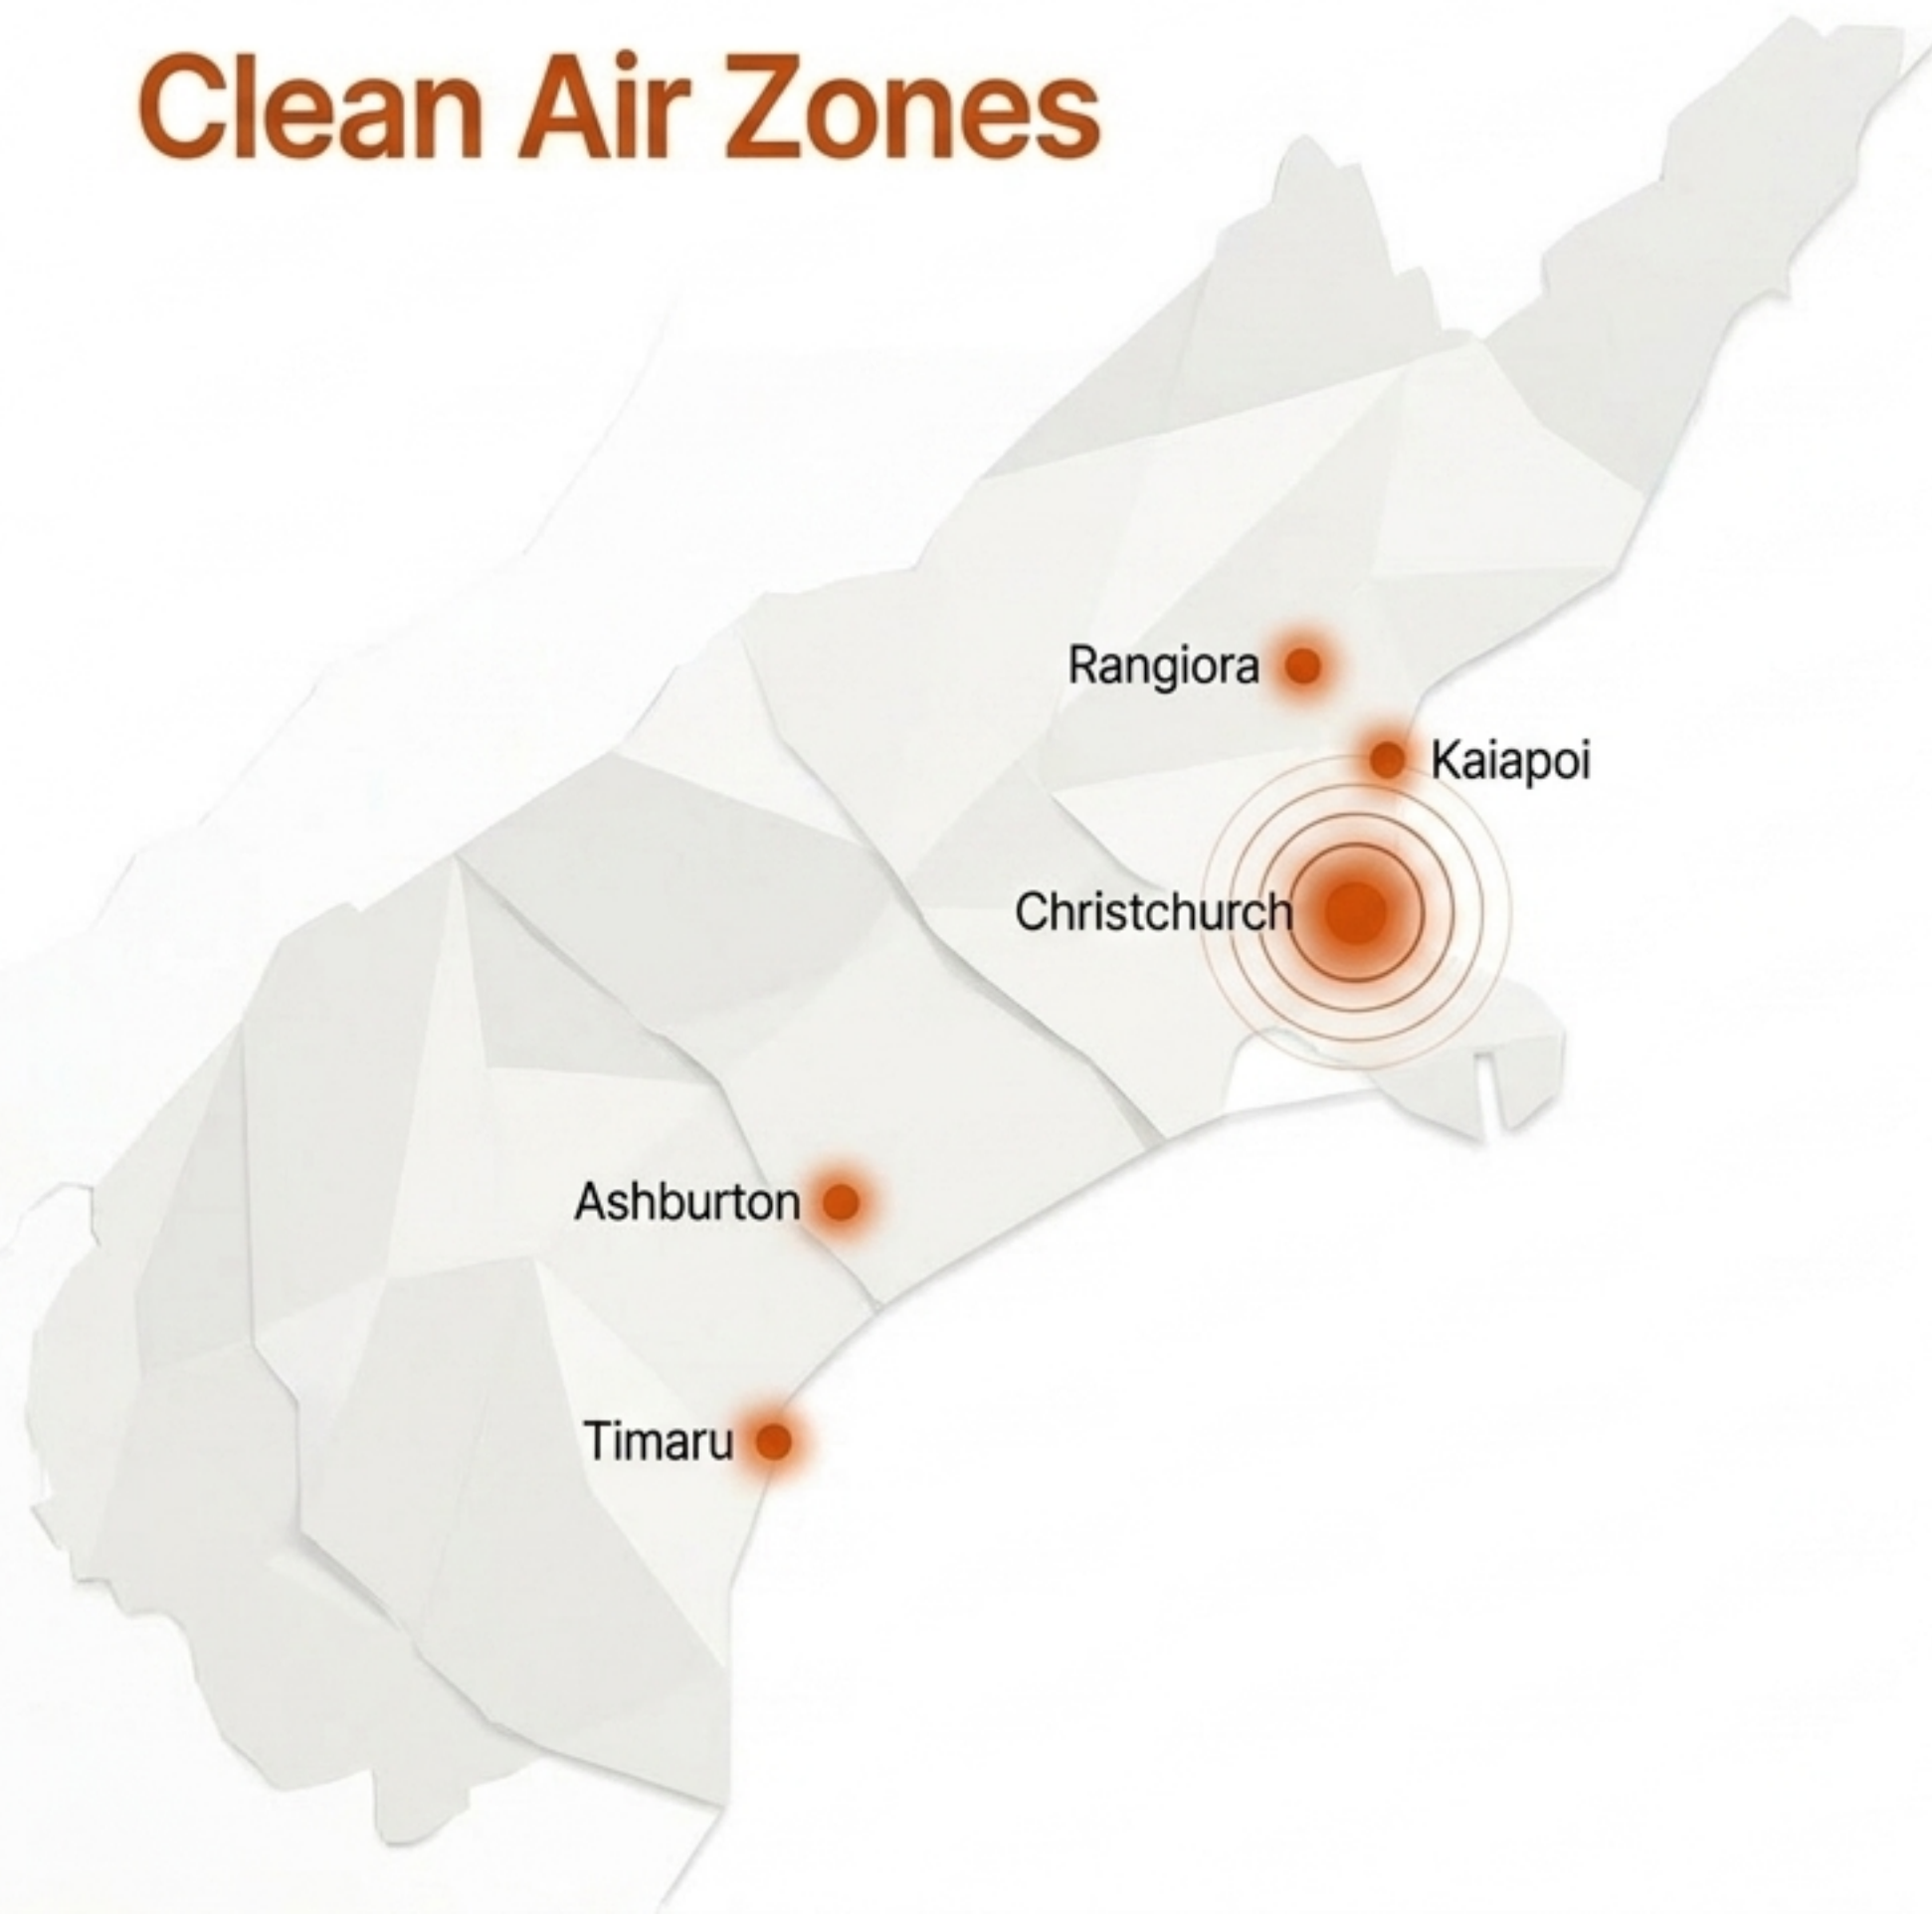 Clean Air Zones
Rangiora
Kaiapoi
Christchurch
Ashburton
Timaru